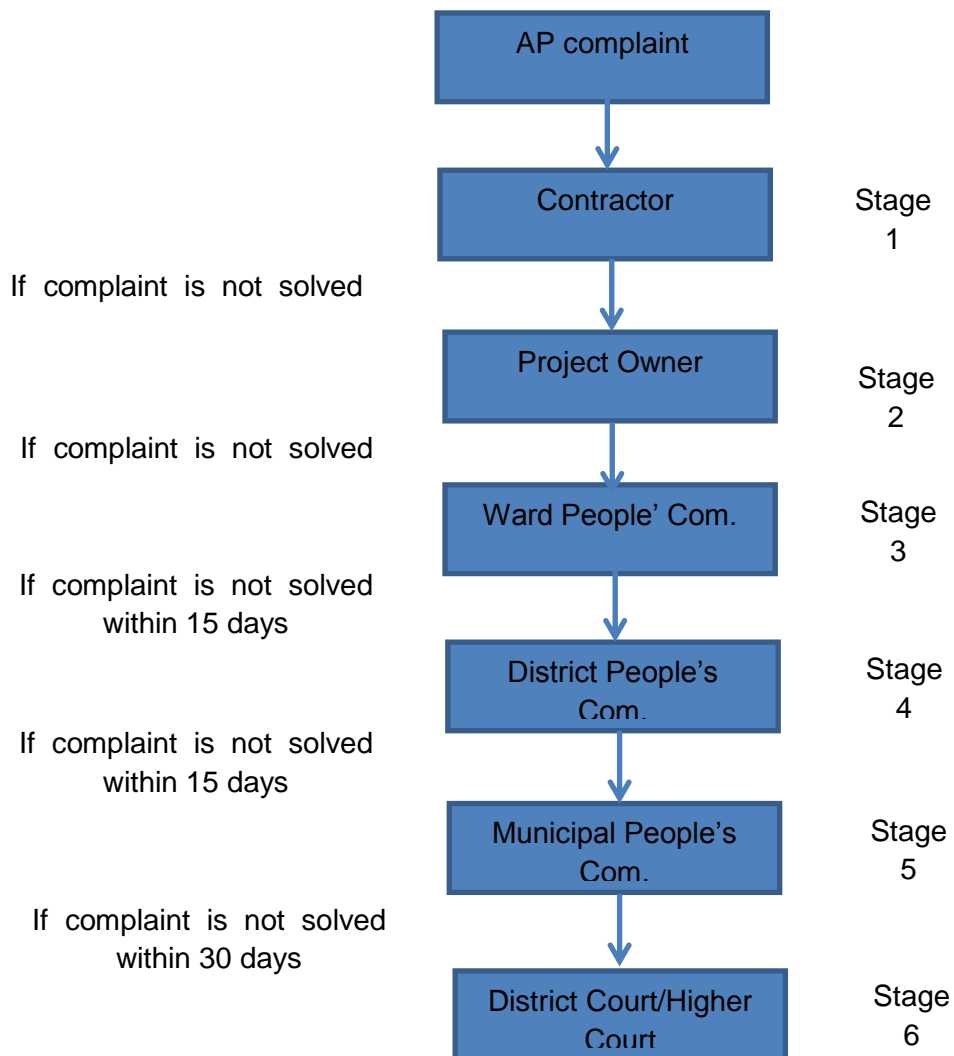 AP complaint
Contractor
Stage
1
If complaint is not solved
Project Owner
Stage
2
If complaint is not solved
Ward People’ Com.
Stage
3
If complaint is not solved
within 15 days
District People’s
Com.
Stage
4
If complaint is not solved
within 15 days
Municipal People’s
Com.
Stage
5
If complaint is not solved
within 30 days
District Court/Higher
Court
Stage
6